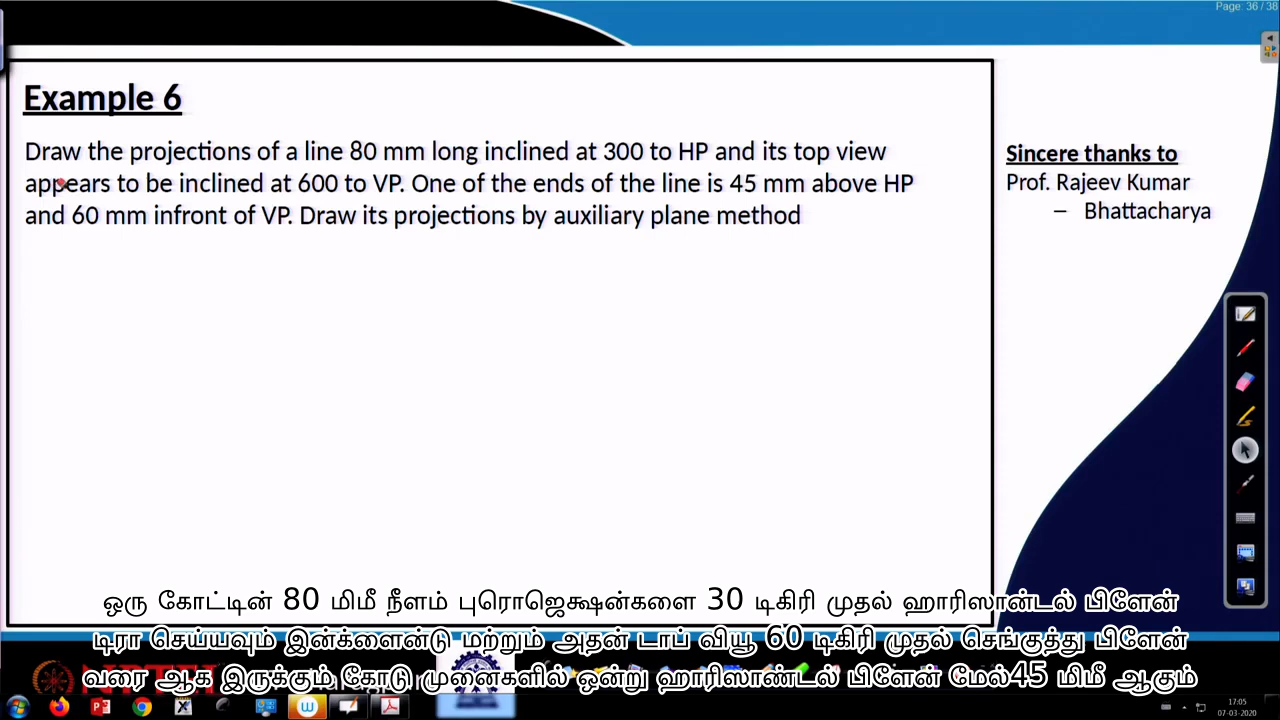 Page: 36 / 38
Example 6
Draw the projections of a line 80 mm long inclined at 300 to HP and its top view
appears to be inclined at 600 to VP. One of the ends of the line is 45 mm above HP
and 60 mm infront of VP. Draw its projections by auxiliary plane method
Sincere thanks to
Prof. Rajeev Kumar
– Bhattacharya
ஒரு கோட்டின் 80 மிமீ நீளம் புரொஜெக்ஷன்களை 30 டிகிரி முதல் ஹாரிஸான்டல் பிளேன்
டிரா செய்யவும் இன்க்ளைன்டு மற்றும் அதன் டாப் வியூ 60 டிகிரி முதல் செங்குத்து பிளேன்
வரை ஆக இருக்கும் கோடு முனைகளில் ஒன்று ஹாரிஸாண்டல் பிளேன் மேல்45 மிமீ ஆகும்
17:05
07-03-2020